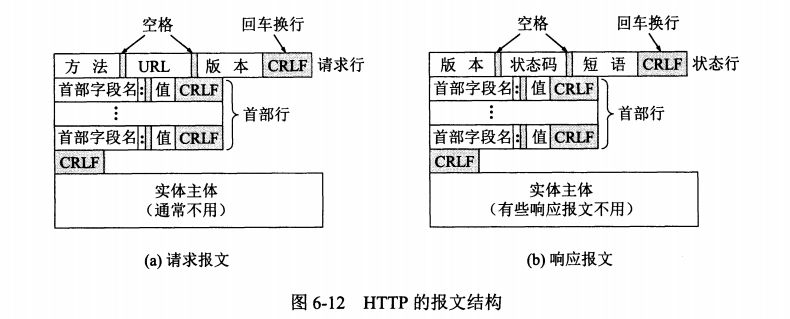 空格 回车换行 空格 回车换行
方 法 URL 版 本 CRLF 请求行 版 本 状态码 短 语 CRLF 状态行
首部字段名: 值 CRLF 首部字段名: 值 CRLF
⋮ 首部行 ⋮ 首部行
首部字段名: 值 CRLF 首部字段名: 值 CRLF
CRLF CRLF
实体主体 实体主体
(通常不用) (有些响应报文不用)
(a) 请求报文 (b) 响应报文
图 6-12 HTTP 的报文结构